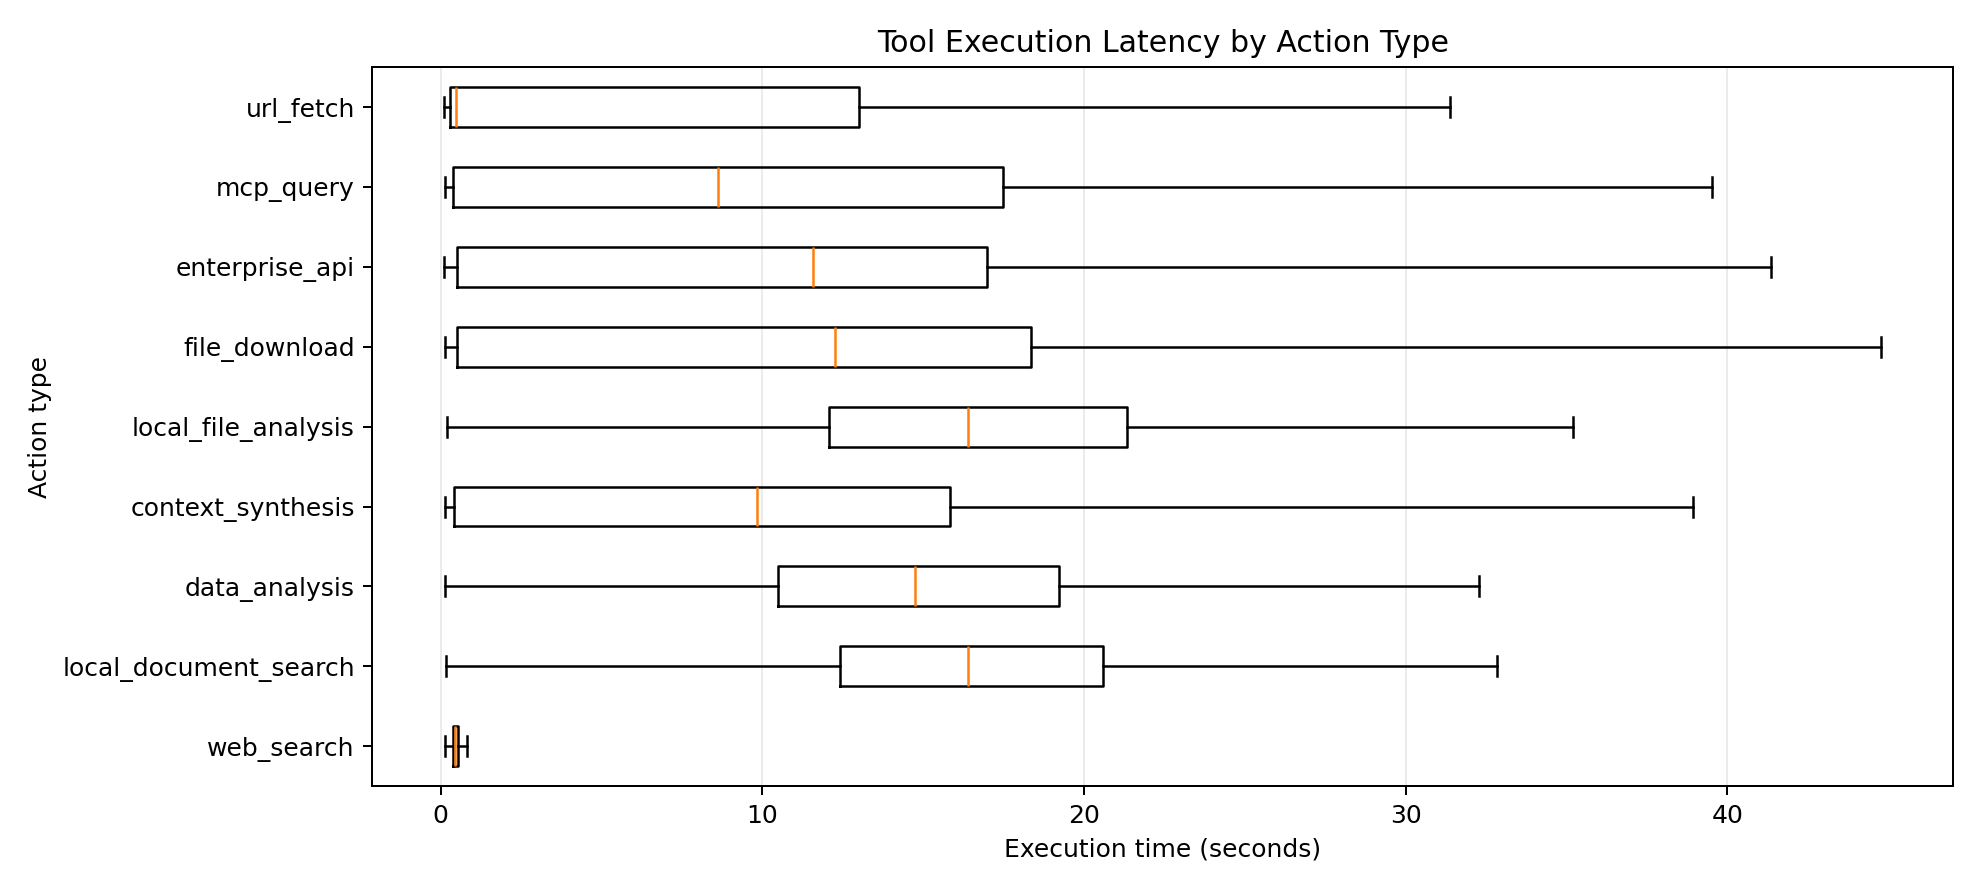 Tool Execution Latency by Action Type
url_fetch
mcp_query
enterprise_api
file_download
local_file_analysis
context_synthesis
data_analysis
local_document_search
web_search
Action type
0 10 20 30 40
Execution time (seconds)